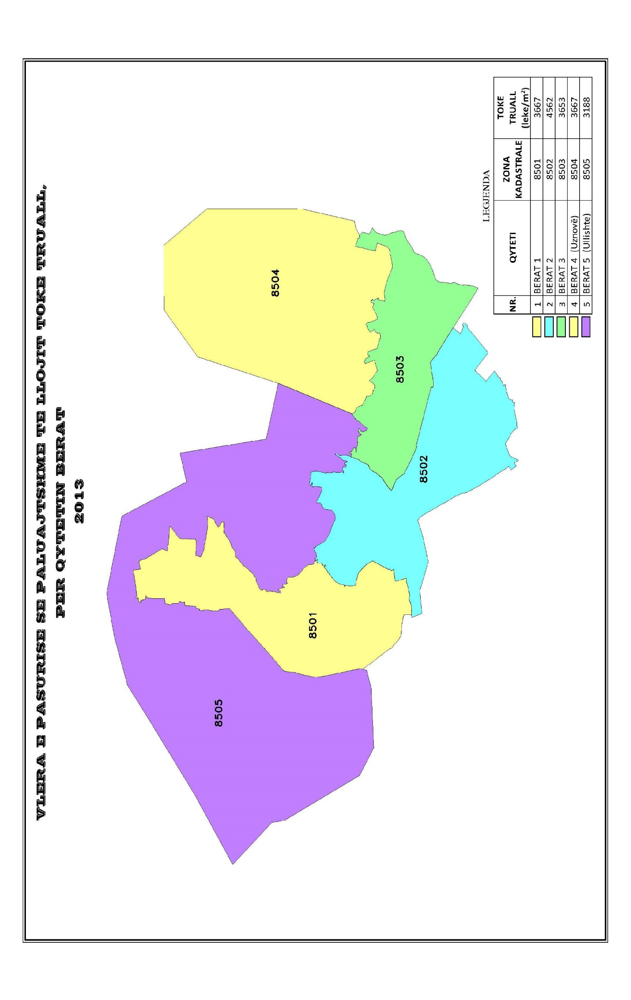 VLERA E PASURISE SE PALUAJTSHME TE LLOJIT TOKE TRUALL,
PER QYTETIN BERAT
2013
8505
8501
8504
8503
8502
LEGJENDA
NR. QYTETI ZONA KADASTRALE TOKE TRUALL (leke/m²)
1 BERAT 1 8501 3667
2 BERAT 2 8502 4562
3 BERAT 3 8503 3653
4 BERAT 4 (Uznovë) 8504 3667
5 BERAT 5 (Ullishte) 8505 3188